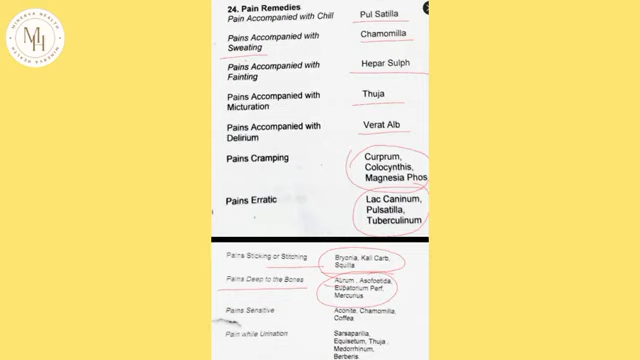 MINERVA HEALTH
MH
24. Pain Remedies
Pain Accompanied with Chill Pul Satilla
Pains Accompanied with Chamomilla
Sweating
Pains Accompanied with Hepar Sulph
Fainting
Pains Accompanied with Thuja
Micturation
Pains Accompanied with Verat Alb
Delirium
Pains Cramping Curprum,
Colocynthis,
Magnesia Phos
Pains Erratic Lac Caninum,
Pulsatilla,
Tuberculinum
Pains Sticking or Stitching Bryonia, Kali Carb,
Squilla
Pains Deep to the Bones Aurum , Asofoetida,
Eupatorium Perf,
Mercurius
Pains Sensitive Aconite, Chamomilla,
Coffea
Pain while Urination Sarsaparilla,
Equisetum, Thuja ,
Medorrhinum,
Berberis.